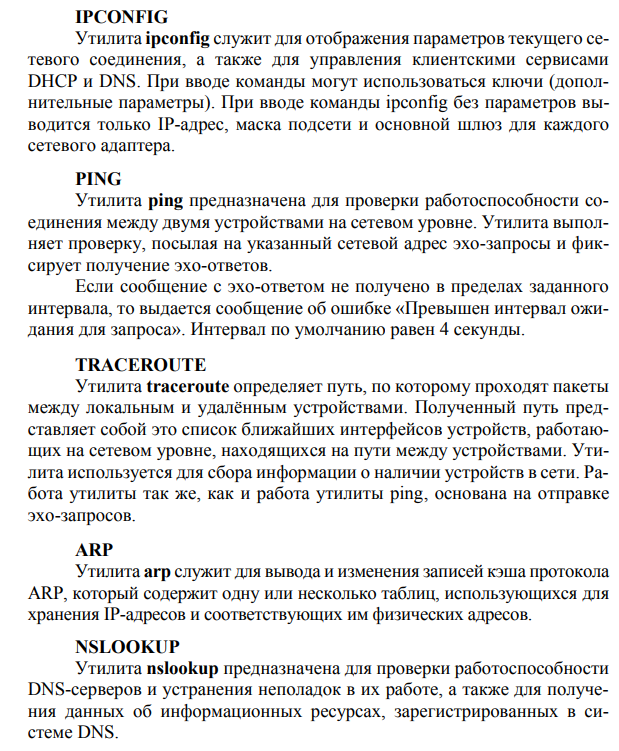 IPCONFIG
Утилита ipconfig служит для отображения параметров текущего се-
тевого соединения, а также для управления клиентскими сервисами
DHCP и DNS. При вводе команды могут использоваться ключи (допол-
нительные параметры). При вводе команды ipconfig без параметров вы-
водится только IP-адрес, маска подсети и основной шлюз для каждого
сетевого адаптера.
PING
Утилита ping предназначена для проверки работоспособности со-
единения между двумя устройствами на сетевом уровне. Утилита выпол-
няет проверку, посылая на указанный сетевой адрес эхо-запросы и фик-
сирует получение эхо-ответов.
Если сообщение с эхо-ответом не получено в пределах заданного
интервала, то выдается сообщение об ошибке «Превышен интервал ожи-
дания для запроса». Интервал по умолчанию равен 4 секунды.
TRACEROUTE
Утилита traceroute определяет путь, по которому проходят пакеты
между локальным и удалённым устройствами. Полученный путь пред-
ставляет собой это список ближайших интерфейсов устройств, работаю-
щих на сетевом уровне, находящихся на пути между устройствами. Ути-
лита используется для сбора информации о наличии устройств в сети. Ра-
бота утилиты так же, как и работа утилиты ping, основана на отправке
эхо-запросов.
ARP
Утилита arp служит для вывода и изменения записей кэша протокола
ARP, который содержит одну или несколько таблиц, использующихся для
хранения IP-адресов и соответствующих им физических адресов.
NSLOOKUP
Утилита nslookup предназначена для проверки работоспособности
DNS-серверов и устранения неполадок в их работе, а также для получе-
ния данных об информационных ресурсах, зарегистрированных в си-
стеме DNS.